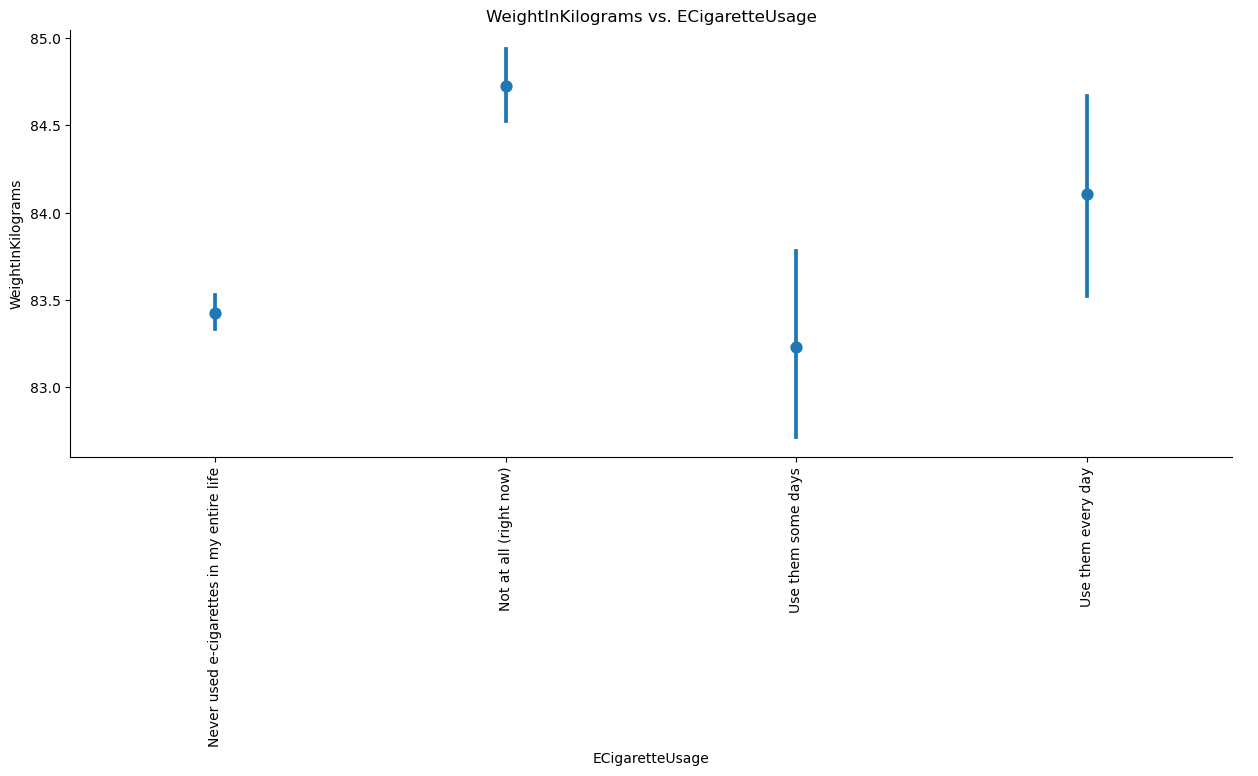 WeightInKilograms vs. ECigaretteUsage
WeightInKilograms
85.0
84.5
84.0
83.5
83.0
Never used e-cigarettes in my entire life
Not at all (right now)
Use them some days
Use them every day
ECigaretteUsage